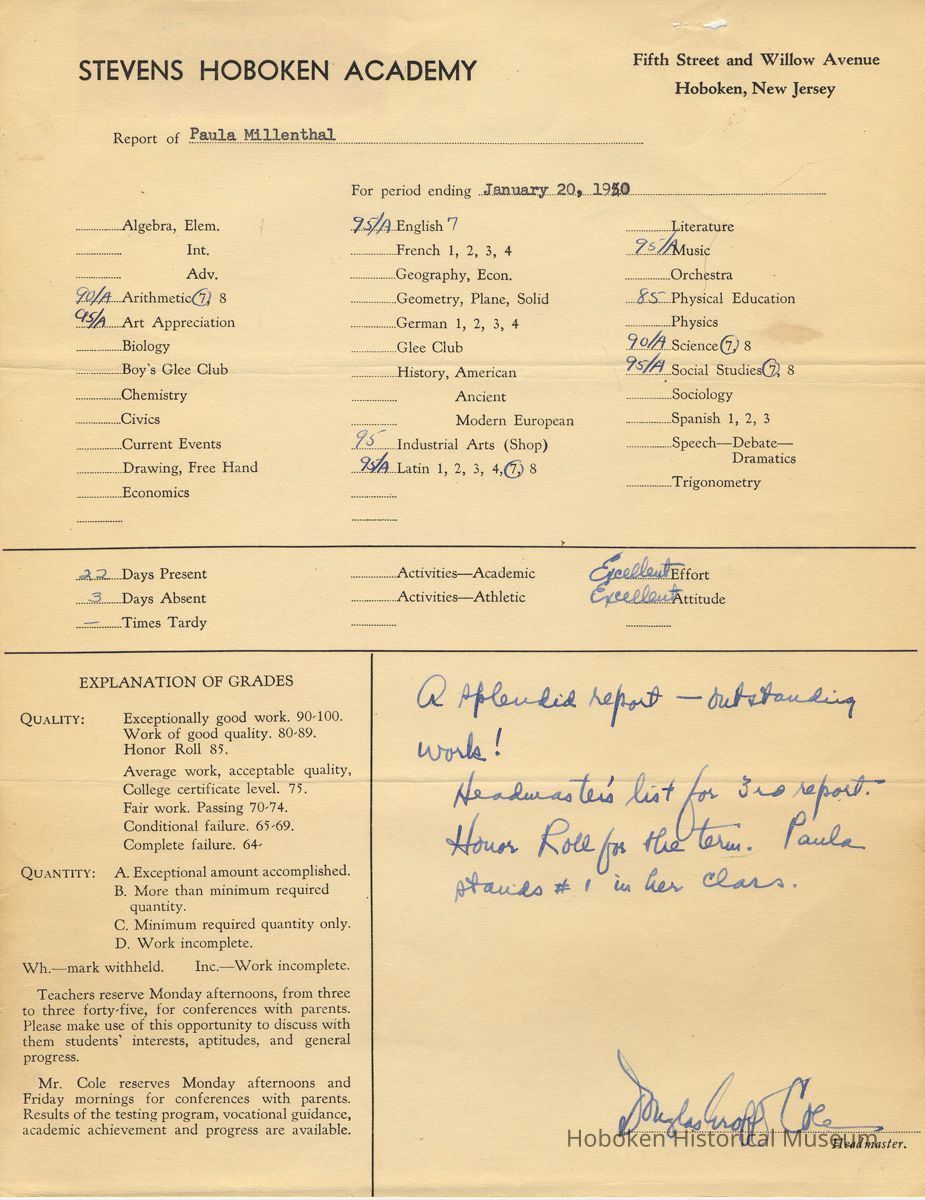 STEVENS HOBOKEN ACADEMY
Fifth Street and Willow Avenue
Hoboken, New Jersey
Report of Paula Millenthal
For period ending January 20, 1950
Algebra, Elem.
Int.
Adv.
90/A Arithmetic 7, 8
95/A Art Appreciation
Biology
Boy's Glee Club
Chemistry
Civics
Current Events
Drawing, Free Hand
Economics
95/A English 7
French 1, 2, 3, 4
Geography, Econ.
Geometry, Plane, Solid
German 1, 2, 3, 4
Glee Club
History, American
Ancient
Modern European
95 Industrial Arts (Shop)
95/A Latin 1, 2, 3, 4, 7, 8
Literature
95/A Music
Orchestra
85 Physical Education
Physics
90/A Science 7, 8
95/A Social Studies 7, 8
Sociology
Spanish 1, 2, 3
Speech—Debate—
Dramatics
Trigonometry
22 Days Present
3 Days Absent
— Times Tardy
Activities—Academic
Activities—Athletic
Excellent Effort
Excellent Attitude
EXPLANATION OF GRADES
QUALITY: Exceptionally good work. 90-100.
Work of good quality. 80-89.
Honor Roll 85.
Average work, acceptable quality,
College certificate level. 75.
Fair work. Passing 70-74.
Conditional failure. 65-69.
Complete failure. 64-
QUANTITY: A. Exceptional amount accomplished.
B. More than minimum required
quantity.
C. Minimum required quantity only.
D. Work incomplete.
Wh.—mark withheld. Inc.—Work incomplete.
Teachers reserve Monday afternoons, from three
to three forty-five, for conferences with parents.
Please make use of this opportunity to discuss with
them students' interests, aptitudes, and general
progress.
Mr. Cole reserves Monday afternoons and
Friday mornings for conferences with parents.
Results of the testing program, vocational guidance,
academic achievement and progress are available.
A splendid report — outstanding
work!
Headmaster's list for 3rd report.
Honor Roll for the term. Paula
stands # 1 in her class.
Douglas Cole
Hoboken Historical Museum
Headmaster.